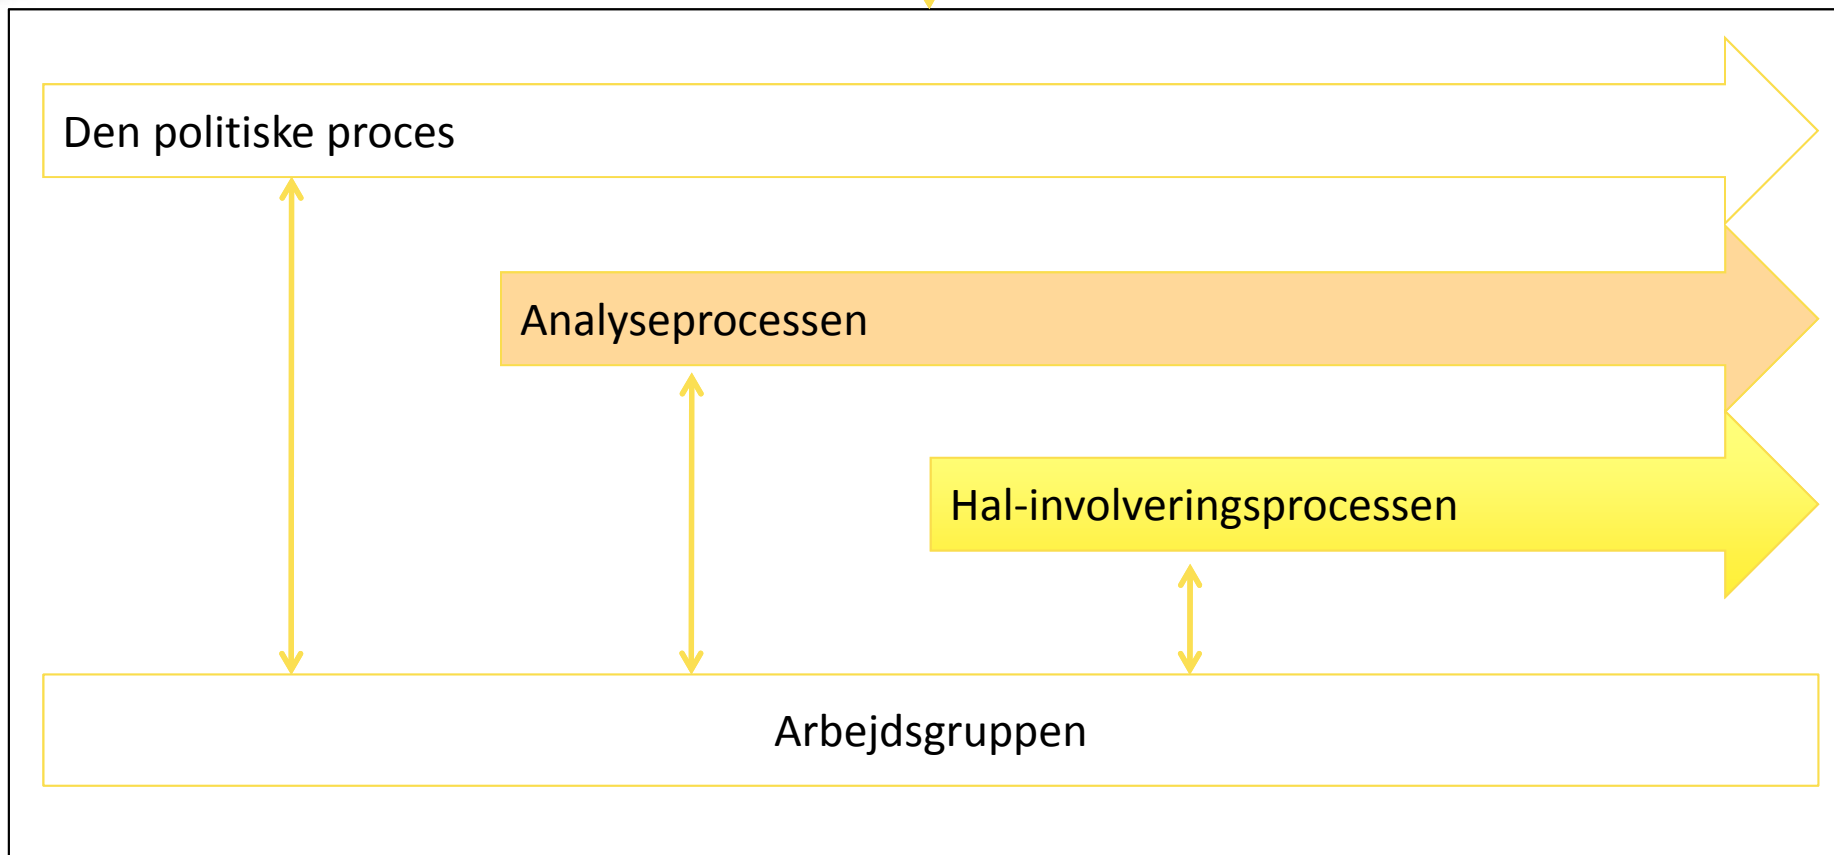 Den politiske proces
Analyseprocessen
Hal-involveringsprocessen
Arbejdsgruppen